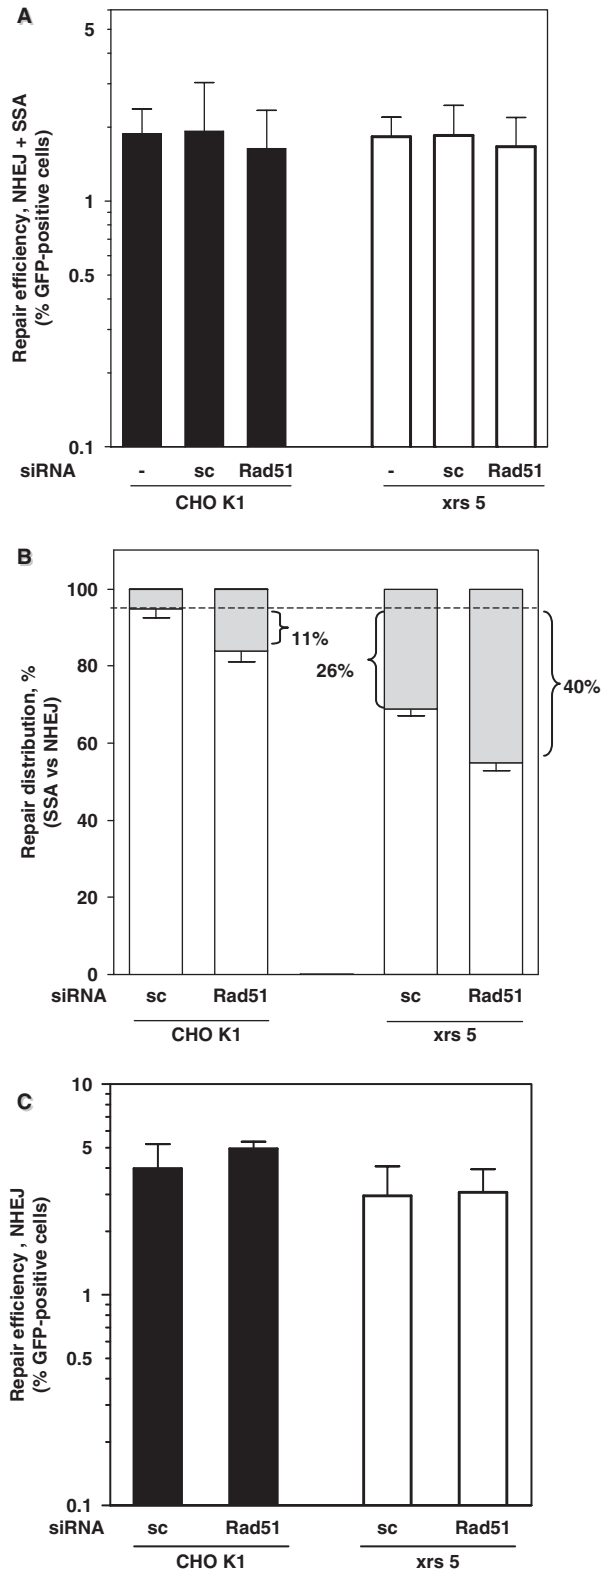 A
Repair efficiency, NHEJ + SSA
(% GFP-positive cells)
5
1
0.5
0.1
siRNA - sc Rad51 - sc Rad51
CHO K1 xrs 5
B
Repair distribution, %
(SSA vs NHEJ)
100
80
60
40
20
0
11%
26%
40%
siRNA sc Rad51 sc Rad51
CHO K1 xrs 5
C
Repair efficiency , NHEJ
(% GFP-positive cells)
10
5
1
0.5
0.1
siRNA sc Rad51 sc Rad51
CHO K1 xrs 5